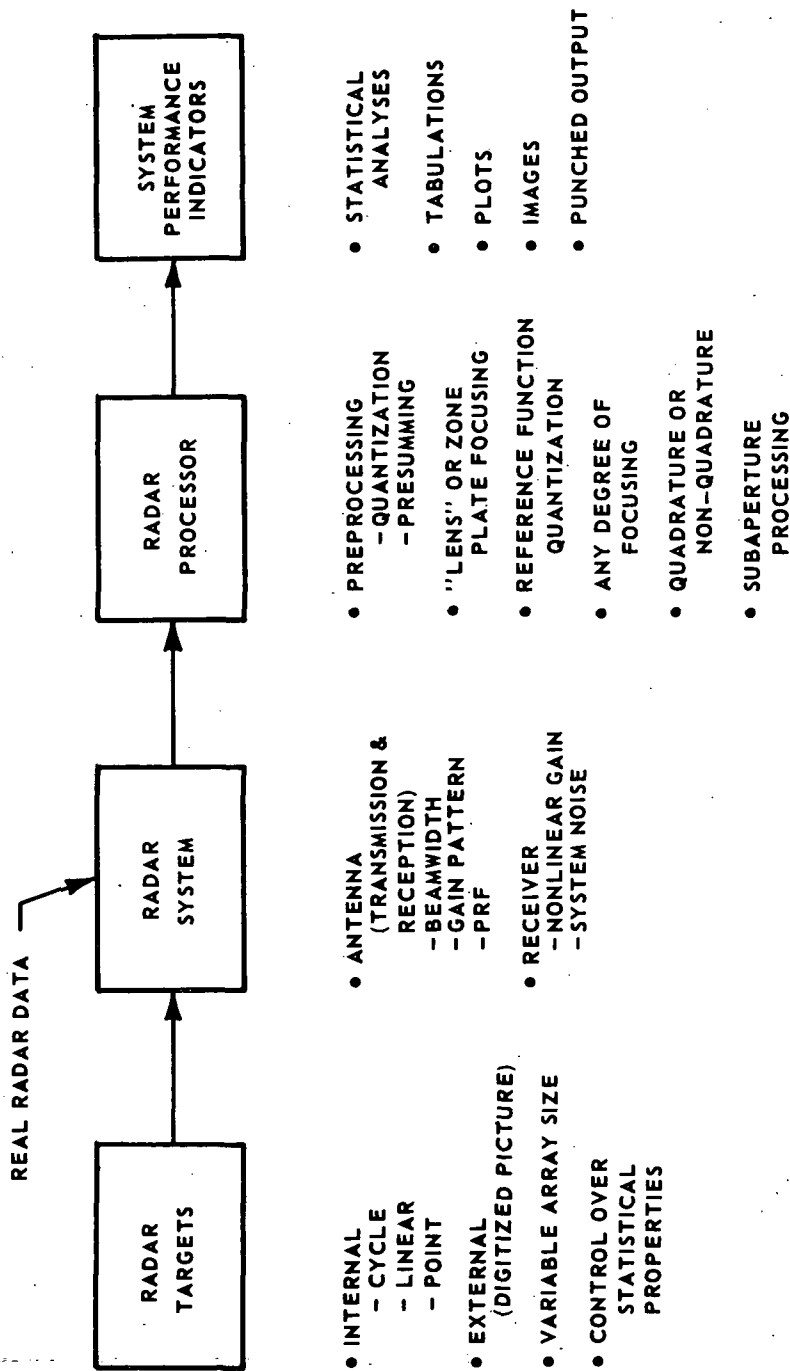 REAL RADAR DATA
RADAR
TARGETS
RADAR
SYSTEM
RADAR
PROCESSOR
SYSTEM
PERFORMANCE
INDICATORS
• INTERNAL
- CYCLE
- LINEAR
- POINT
• EXTERNAL
(DIGITIZED PICTURE)
• VARIABLE ARRAY SIZE
• CONTROL OVER
STATISTICAL
PROPERTIES
• ANTENNA
(TRANSMISSION &
RECEPTION)
-BEAMWIDTH
-GAIN PATTERN
-PRF
• RECEIVER
-NONLINEAR GAIN
-SYSTEM NOISE
• PREPROCESSING
-QUANTIZATION
-PRESUMMING
• "LENS" OR ZONE
PLATE FOCUSING
• REFERENCE FUNCTION
QUANTIZATION
• ANY DEGREE OF
FOCUSING
• QUADRATURE OR
NON-QUADRATURE
• SUBAPERTURE
PROCESSING
• STATISTICAL
ANALYSES
• TABULATIONS
• PLOTS
• IMAGES
• PUNCHED OUTPUT